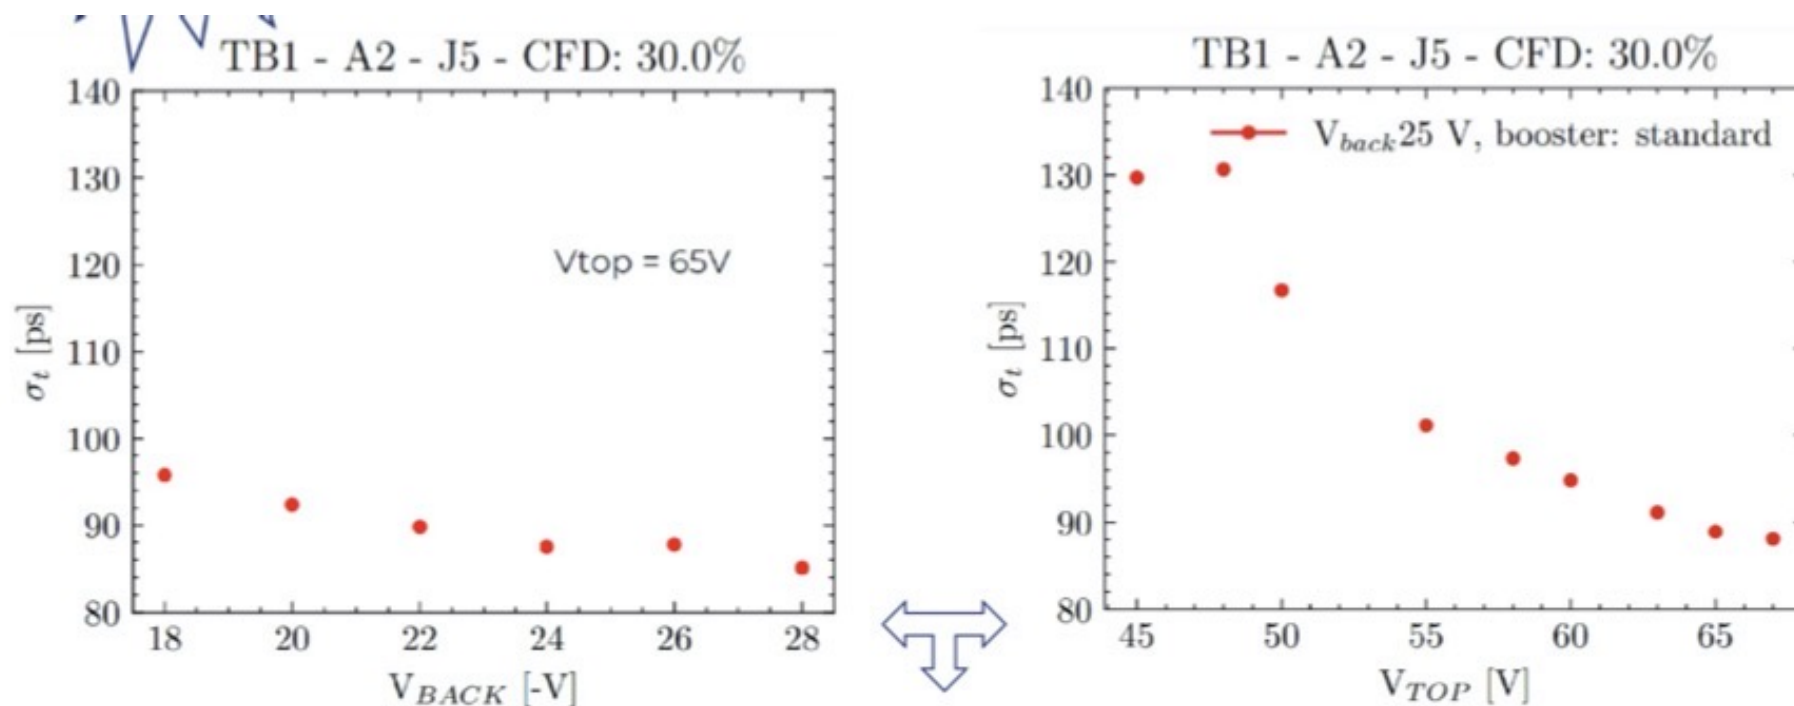 TB1 - A2 - J5 - CFD: 30.0%
140
130
120
110
100
90
80
σt [ps]
Vtop = 65V
18 20 22 24 26 28
VBACK [-V]
TB1 - A2 - J5 - CFD: 30.0%
Vback25 V, booster: standard
140
130
120
110
100
90
80
σt [ps]
45 50 55 60 65
VTOP [V]